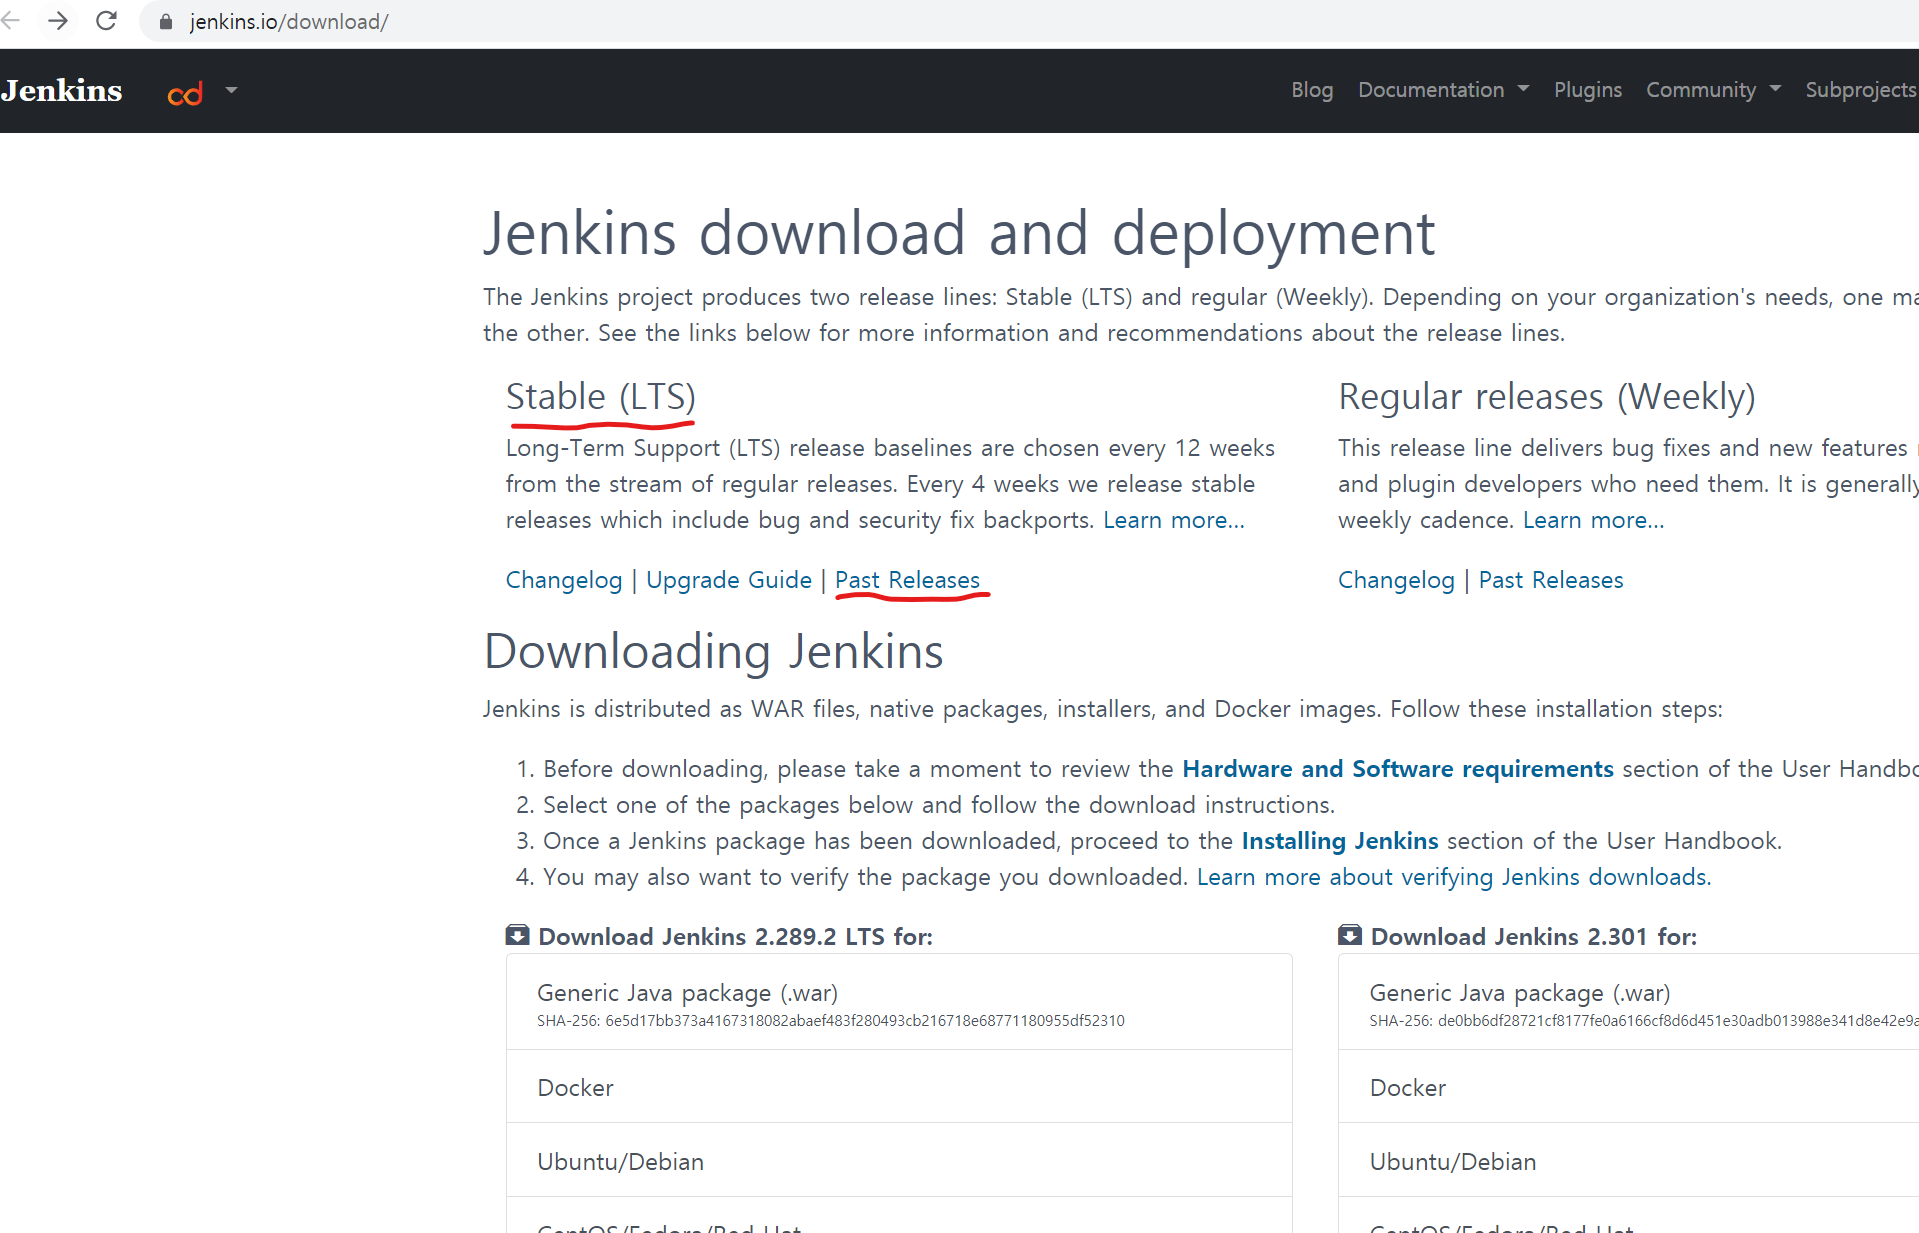 jenkins.io/download/
Jenkins
Blog Documentation Plugins Community Subprojects
Jenkins download and deployment
The Jenkins project produces two release lines: Stable (LTS) and regular (Weekly). Depending on your organization's needs, one
the other. See the links below for more information and recommendations about the release lines.
Stable (LTS)
Long-Term Support (LTS) release baselines are chosen every 12 weeks
from the stream of regular releases. Every 4 weeks we release stable
releases which include bug and security fix backports. Learn more...
Changelog | Upgrade Guide | Past Releases
Regular releases (Weekly)
This release line delivers bug fixes and new features
and plugin developers who need them. It is generally
weekly cadence. Learn more...
Changelog | Past Releases
Downloading Jenkins
Jenkins is distributed as WAR files, native packages, installers, and Docker images. Follow these installation steps:
1. Before downloading, please take a moment to review the Hardware and Software requirements section of the User
2. Select one of the packages below and follow the download instructions.
3. Once a Jenkins package has been downloaded, proceed to the Installing Jenkins section of the User Handbook.
4. You may also want to verify the package you downloaded. Learn more about verifying Jenkins downloads.
Download Jenkins 2.289.2 LTS for:
Generic Java package (.war)
SHA-256: 6e5d17bb373a4167318082abaef483f280493cb216718e68771180955df52310
Docker
Ubuntu/Debian
CentOS/Fedora/Red Hat
Download Jenkins 2.301 for:
Generic Java package (.war)
SHA-256: de0bb6df28721cf8177fe0a6166cf8d6d451e30adb013988e341d8e42e9a
Docker
Ubuntu/Debian
CentOS/Fedora/Red Hat